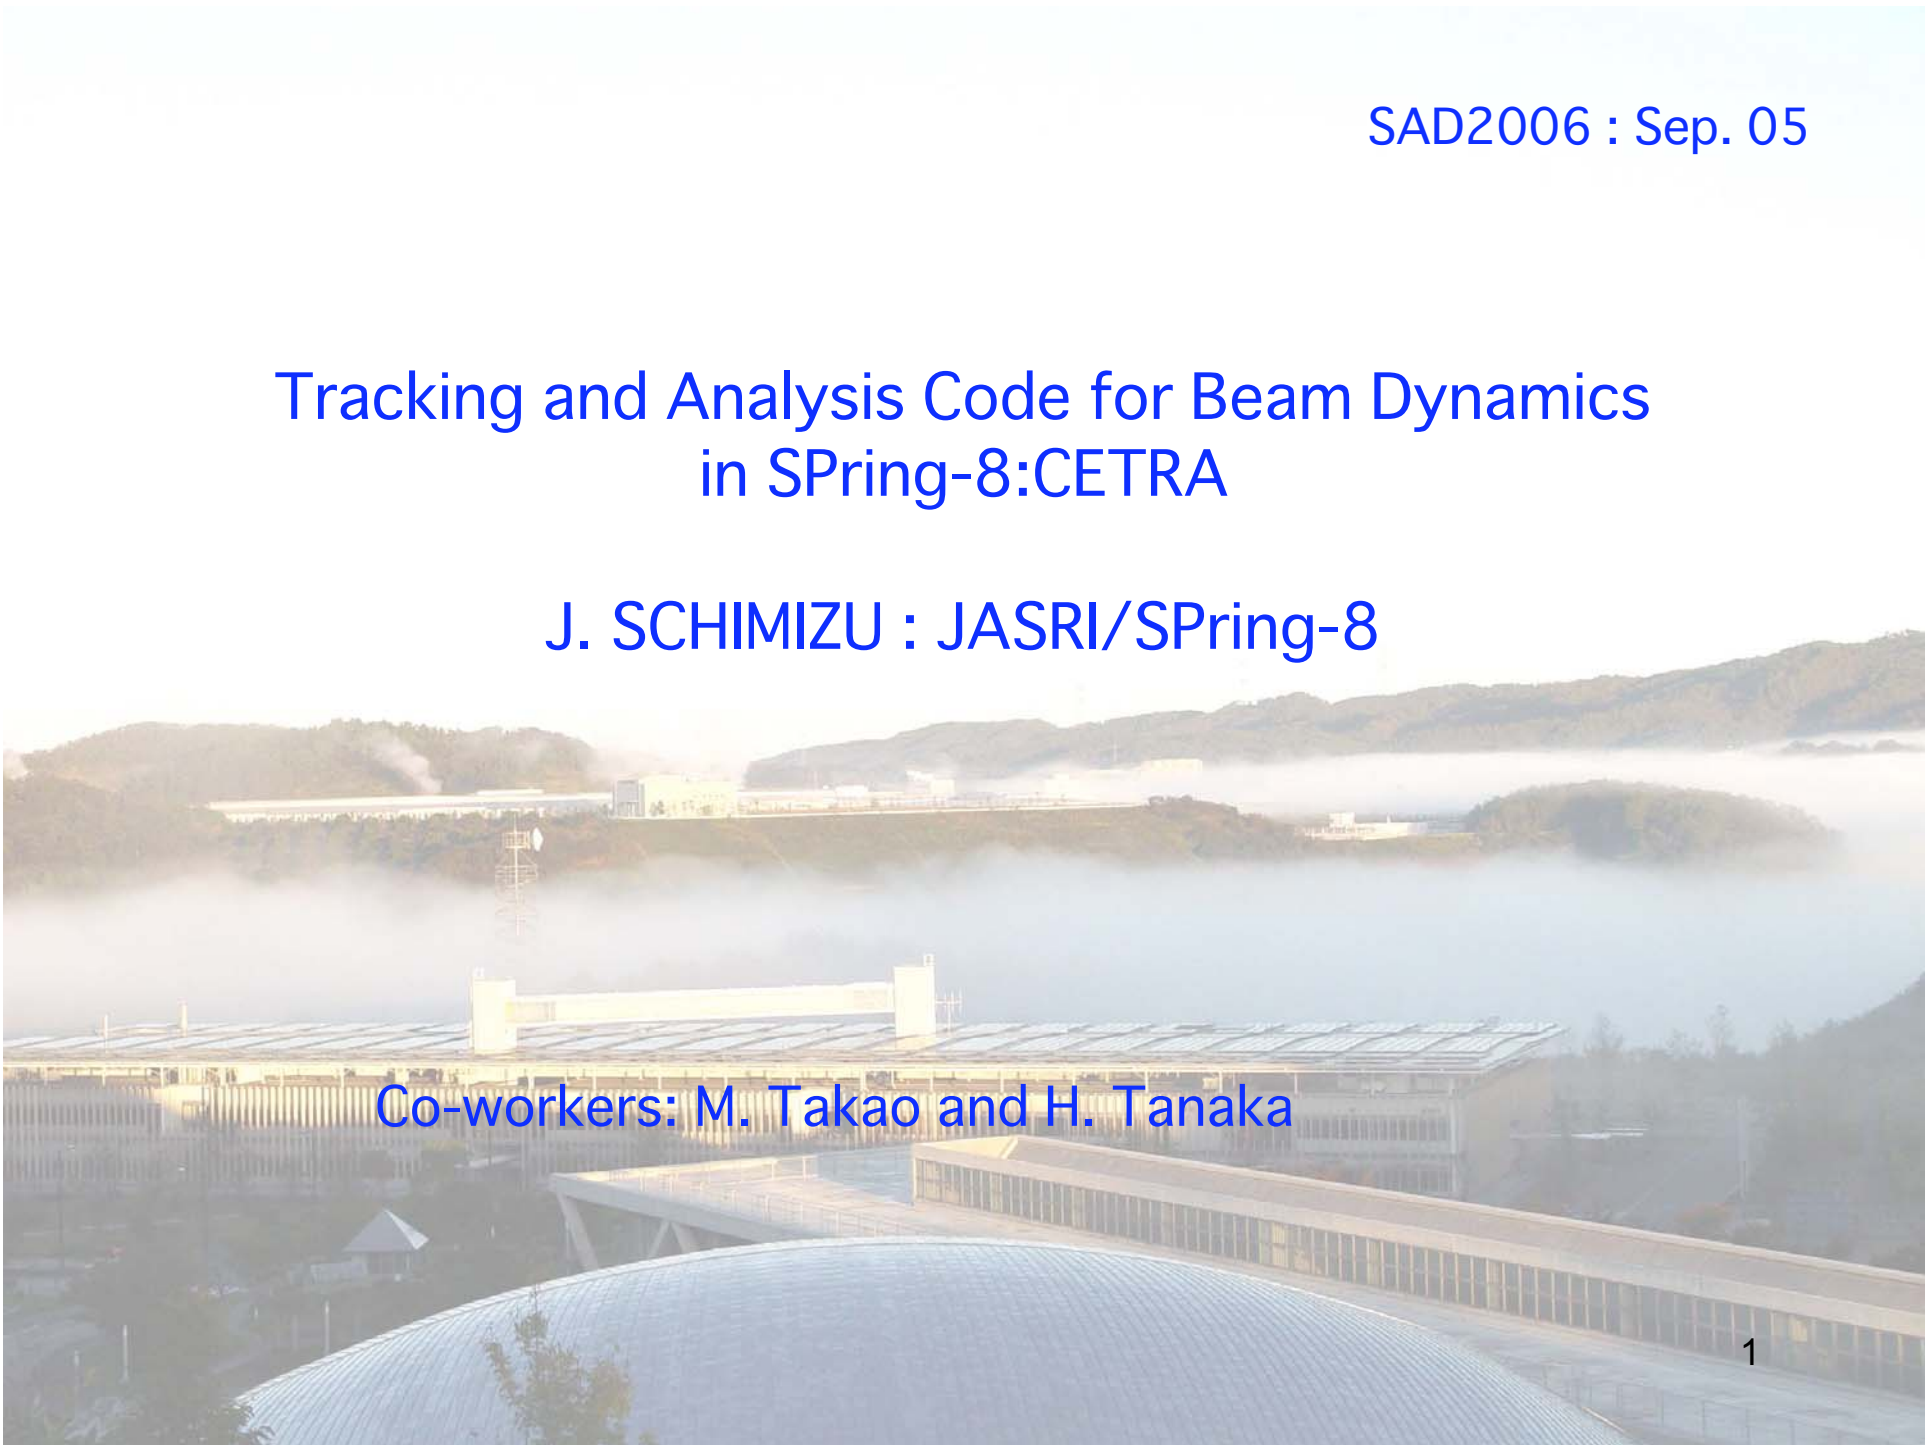 SAD2006 : Sep. 05
Tracking and Analysis Code for Beam Dynamics
in SPring-8:CETRA
J. SCHIMIZU : JASRI/SPring-8
Co-workers: M. Takao and H. Tanaka
1